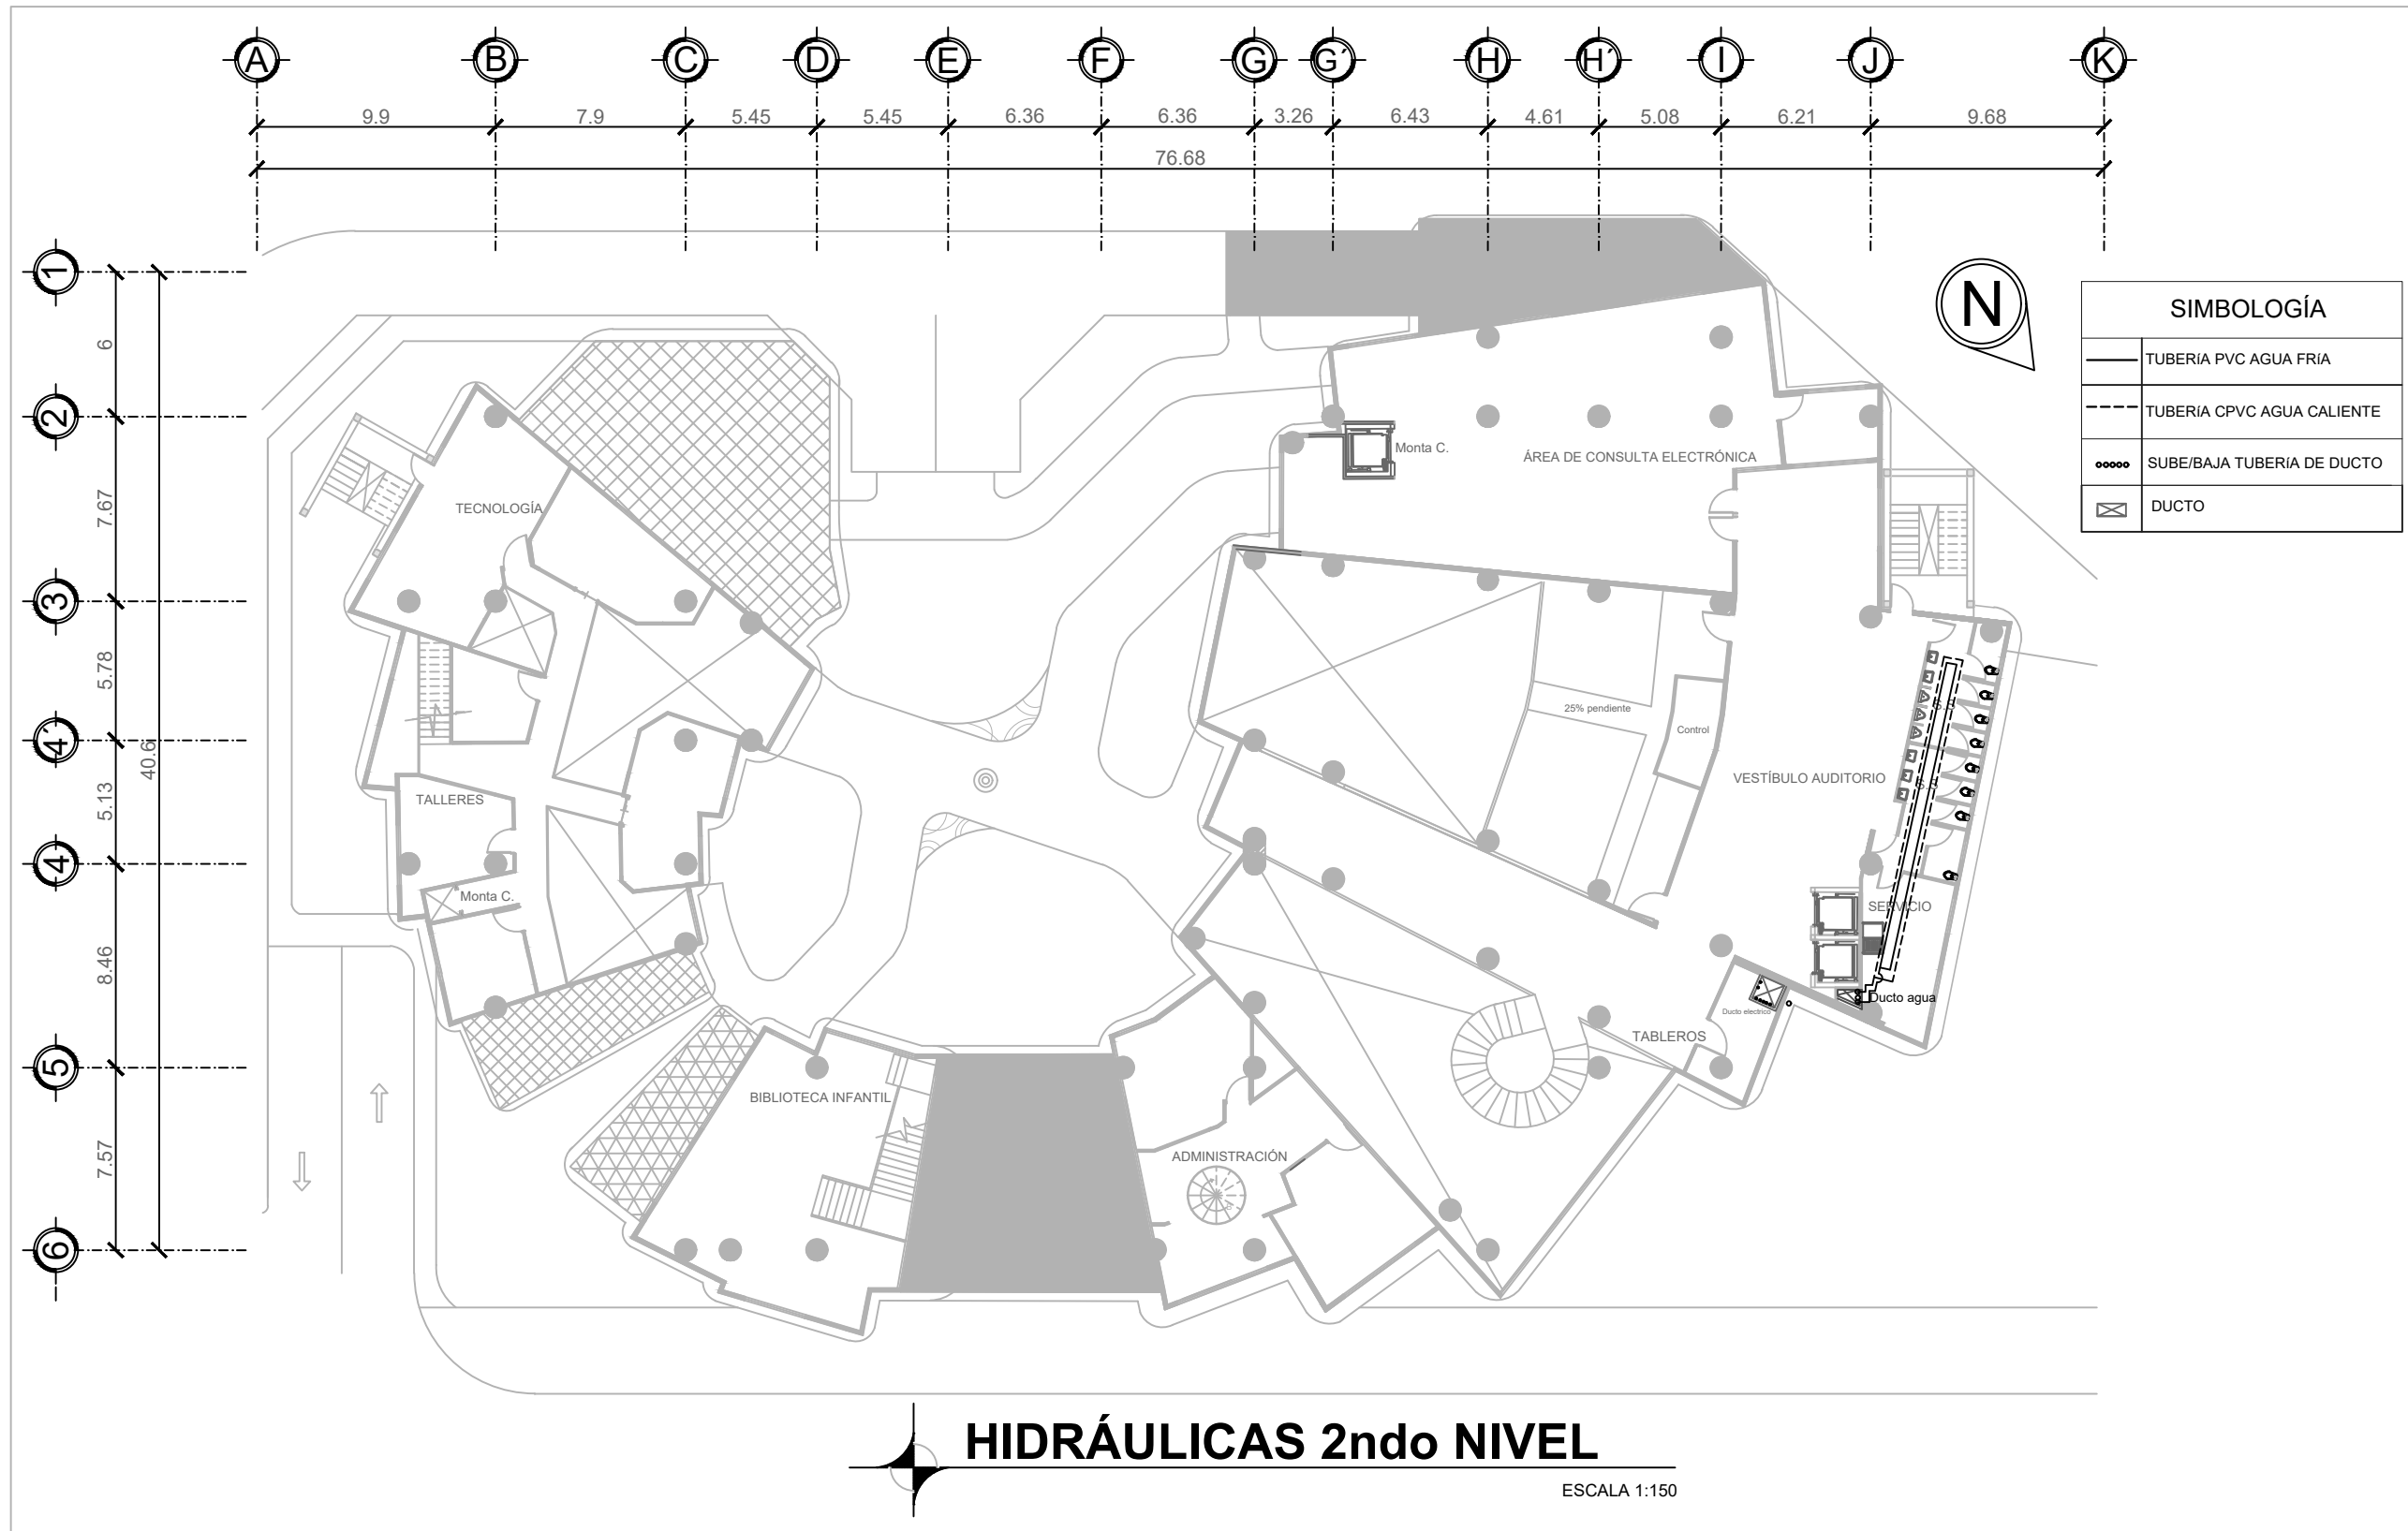 A B C D E F G G´ H H´ I J K
9.9 7.9 5.45 5.45 6.36 6.36 3.26 6.43 4.61 5.08 6.21 9.68
76.68
1
6
2
7.67
3
5.78
4´
5.13
40.6
4
8.46
5
7.57
6
N
SIMBOLOGÍA
TUBERíA PVC AGUA FRíA
TUBERíA CPVC AGUA CALIENTE
SUBE/BAJA TUBERíA DE DUCTO
DUCTO
Monta C.
ÁREA DE CONSULTA ELECTRÓNICA
TECNOLOGÍA
25% pendiente
Control
VESTÍBULO AUDITORIO
S.S
S.S
TALLERES
Monta C.
SERVICIO
Ducto agua
Ducto electrico
TABLEROS
BIBLIOTECA INFANTIL
ADMINISTRACIÓN
HIDRÁULICAS 2ndo NIVEL
ESCALA 1:150